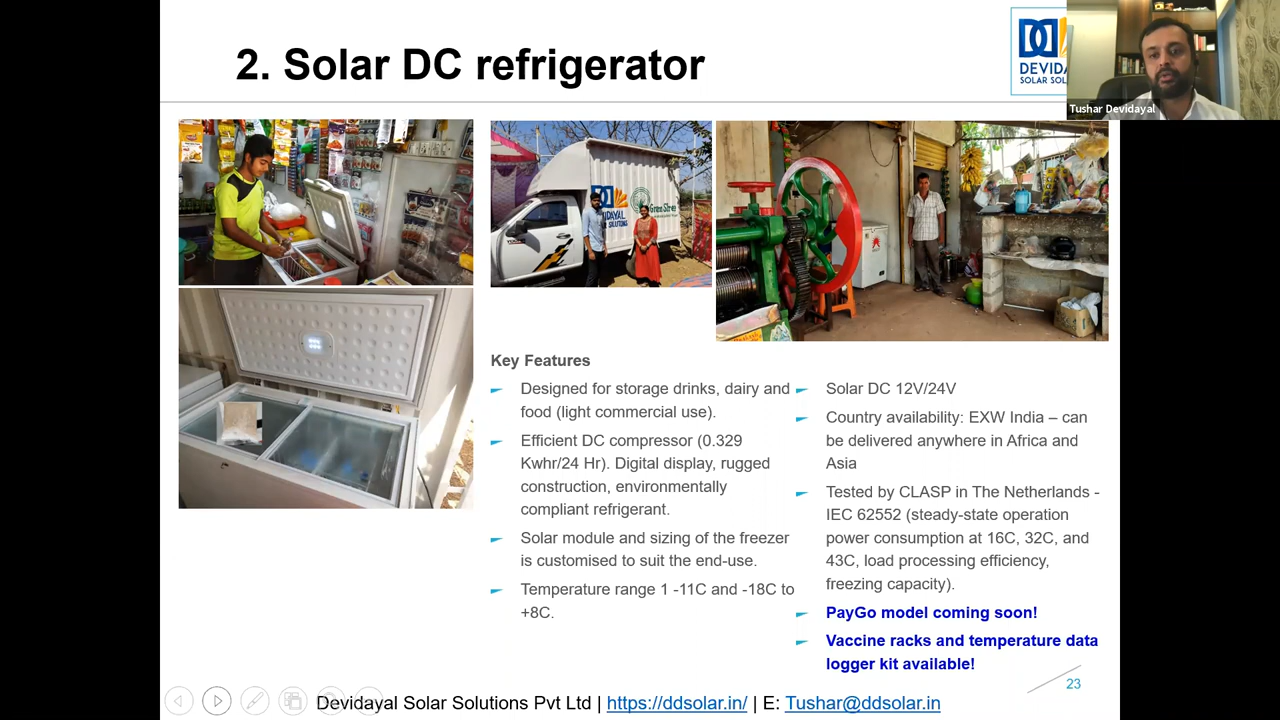 2. Solar DC refrigerator
DEVIDA
SOLAR SOL
Tushar Devidayal
VIDAYAL
SOLUTIONS
Key Features
Designed for storage drinks, dairy and
food (light commercial use).
Efficient DC compressor (0.329
Kwhr/24 Hr). Digital display, rugged
construction, environmentally
compliant refrigerant.
Solar module and sizing of the freezer
is customised to suit the end-use.
Temperature range 1 -11C and -18C to
+8C.
Solar DC 12V/24V
Country availability: EXW India – can
be delivered anywhere in Africa and
Asia
Tested by CLASP in The Netherlands -
IEC 62552 (steady-state operation
power consumption at 16C, 32C, and
43C, load processing efficiency,
freezing capacity).
PayGo model coming soon!
Vaccine racks and temperature data
logger kit available!
23
Devidayal Solar Solutions Pvt Ltd | https://ddsolar.in/ | E: Tushar@ddsolar.in